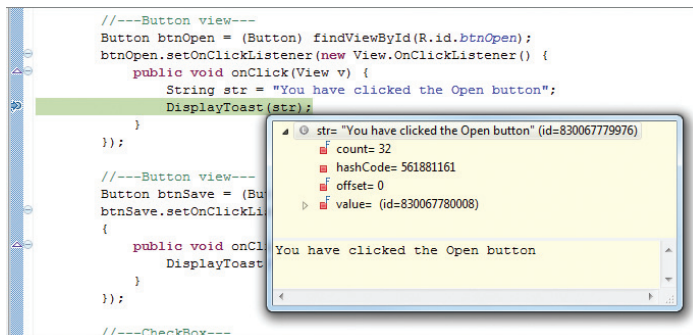 //---Button view---
Button btnOpen = (Button) findViewById(R.id.btnOpen);
btnOpen.setOnClickListener(new View.OnClickListener() {
public void onClick(View v) {
String str = "You have clicked the Open button";
DisplayToast(str);
}
});
//---Button view---
Button btnSave = (Bu
btnSave.setOnClickLi
{
public void onCl
DisplayToast
}
});
//---CheckBox---
str= "You have clicked the Open button" (id=830067779976)
count= 32
hashCode= 561881161
offset= 0
value= (id=830067780008)
You have clicked the Open button